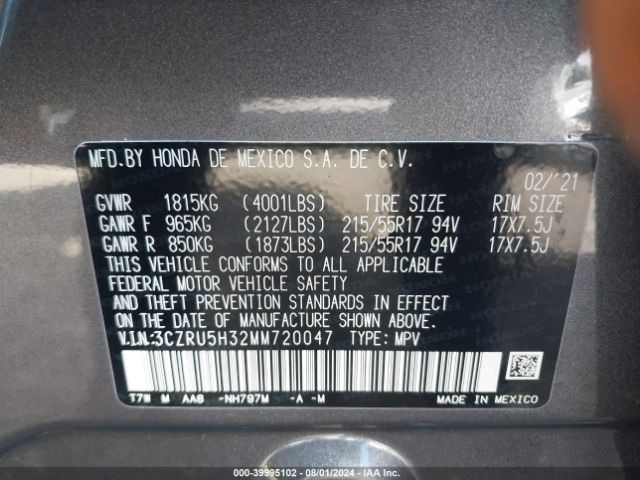 MFD.BY HONDA DE MEXICO S.A. DE C.V.
02/'21
GVWR 1815KG (4001LBS) TIRE SIZE RIM SIZE
GAWR F 965KG (2127LBS) 215/55R17 94V 17X7.5J
GAWR R 850KG (1873LBS) 215/55R17 94V 17X7.5J
THIS VEHICLE CONFORMS TO ALL APPLICABLE
FEDERAL MOTOR VEHICLE SAFETY
AND THEFT PREVENTION STANDARDS IN EFFECT
ON THE DATE OF MANUFACTURE SHOWN ABOVE.
V.I.N.:3CZRU5H32MM720047 TYPE: MPV
T7W M AAS -NH797M -A -M MADE IN MEXICO
000-39995102 - 08/01/2024 - IAA Inc.